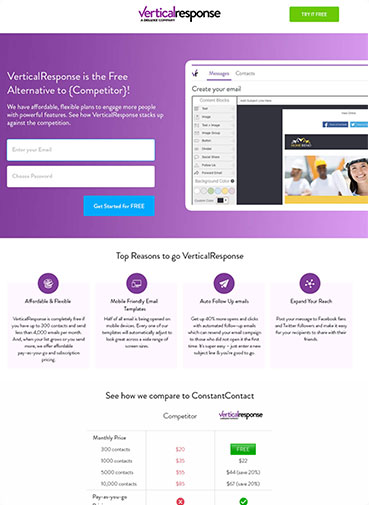 verticalresponse
A DELUXE COMPANY
TRY IT FREE
VerticalResponse is the Free
Alternative to {Competitor}!
We have affordable, flexible plans to engage more people
with powerful features. See how VerticalResponse stacks up
against the competition.
Enter your Email
Choose Password
Get Started for FREE
Messages Contacts
Create your email
Content Blocks
Text
Image
Text + Image
Image Group
Button
Divider
Social Share
Follow Us
Forward Email
Background Color
Custom Color
Top Reasons to go VerticalResponse
Affordable & Flexible
VerticalResponse is completely free if
you have up to 300 contacts and send
less than 4,000 emails per month.
And, when your list grows or you send
more, we offer affordable
pay-as-you-go and subscription
pricing.
Mobile Friendly Email
Templates
Half of all email is being opened on
mobile devices. Every one of our
templates will automatically adjust to
look great across a wide range of
screen sizes.
Auto Follow Up emails
Get up 40% more opens and clicks
with automated follow-up emails
which can resend your email campaign
to those who did not open it the first
time. It's super easy – just enter a new
subject line & you're good to go.
Expand Your Reach
Post your message to Facebook fans
and Twitter followers and make it easy
for your recipients to share with their
friends.
See how we compare to ConstantContact
Competitor verticalresponse
Monthly Price
300 contacts $20 FREE
1000 contacts $35 $22
5000 contacts $55 $44 (save 20%)
10,000 contacts $85 $67 (save 20%)
Pay-as-you-go